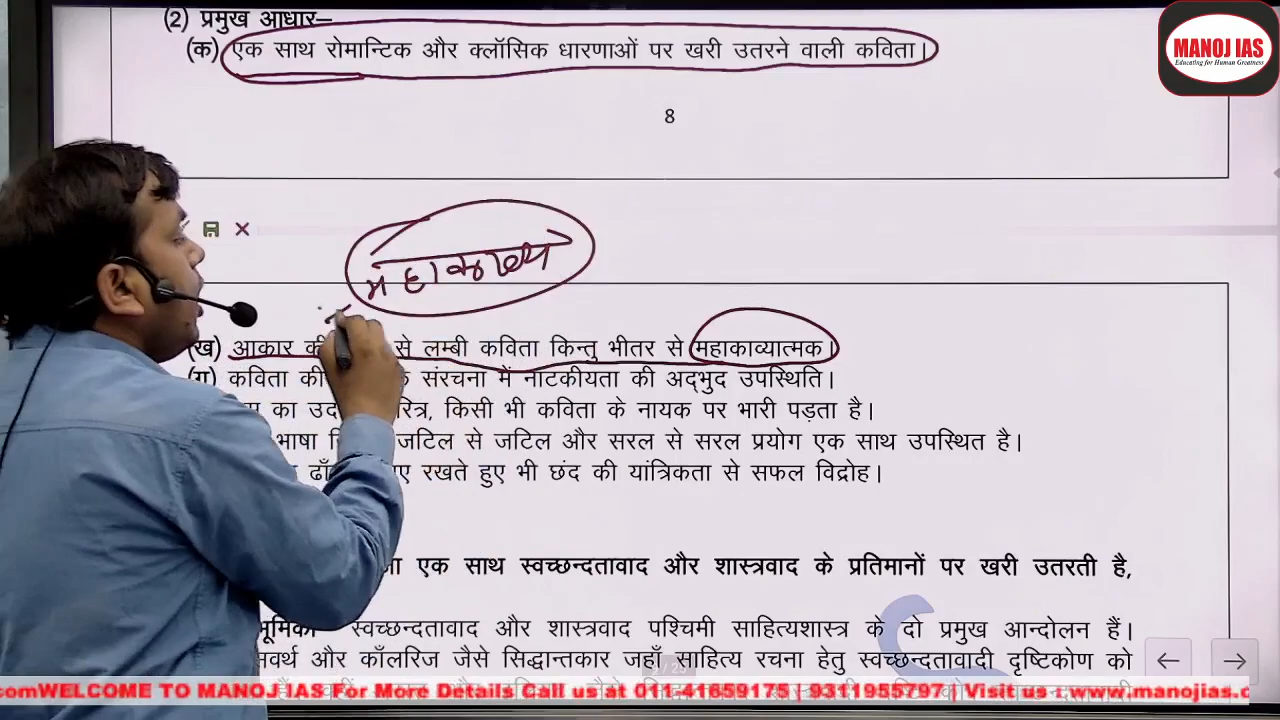 (2) प्रमुख आधार–
(क) एक साथ रोमान्टिक और क्लॉसिक धारणाओं पर खरी उतरने वाली कविता।
MANOJ IAS
Educating for Human Greatness
8
महाकाव्य
(ख) आकार की से लम्बी कविता किन्तु भीतर से महाकाव्यात्मक।
(ग) कविता की संरचना में नाटकीयता की अद्‌भुद उपस्थिति।
का किसी भी कविता के नायक पर भारी पड़ता है।
भाषा जटिल से जटिल और सरल से सरल प्रयोग एक साथ उपस्थित है।
रखते हुए भी छंद की यांत्रिकता से सफल विद्रोह।
एक साथ स्वच्छन्दतावाद और शास्त्रवाद के प्रतिमानों पर खरी उतरती है,
स्वच्छन्दतावाद और शास्त्रवाद पश्चिमी साहित्यशास्त्र के दो प्रमुख आन्दोलन हैं।
और कॉलरिज जैसे सिद्धान्तकार जहाँ साहित्य रचना हेतु स्वच्छन्दतावादी दृष्टिकोण को
comWELCOME TO MANOJ IAS For More Details Call us at 011-41659175 | 9311955797 | Visit us : www.manojias.c